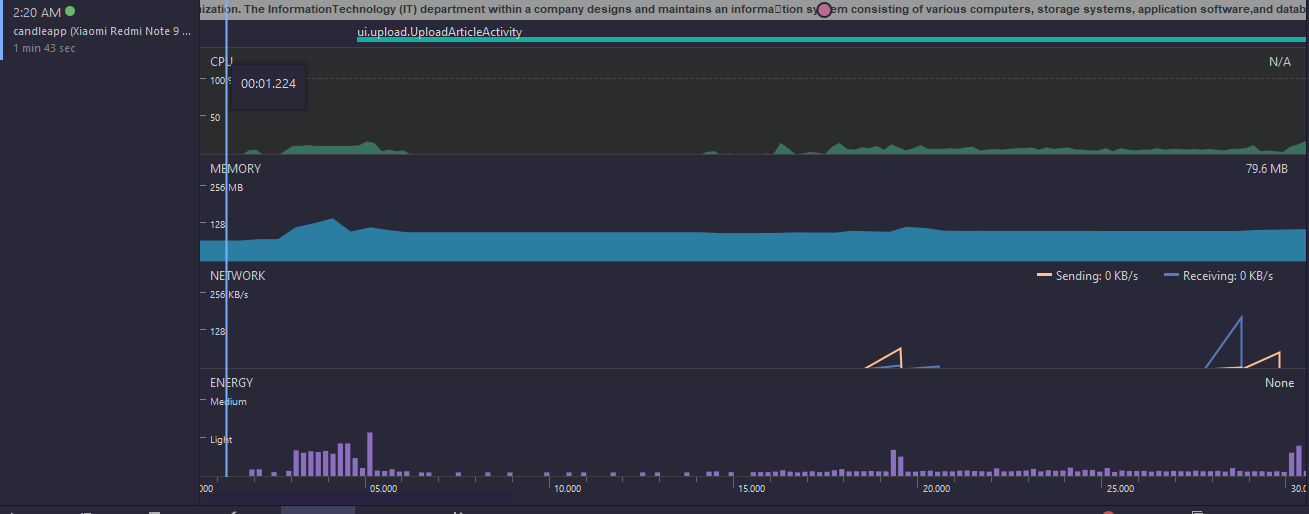 2:20 AM
candleapp (Xiaomi Redmi Note 9 ...
1 min 43 sec
nization. The InformationTechnology (IT) department within a company designs and maintains an informa□tion sy em consisting of various computers, storage systems, application software,and datab
ui.upload.UploadArticleActivity
CPU
N/A
100 %
00:01.224
50
MEMORY
79.6 MB
256 MB
128
NETWORK
Sending: 0 KB/s
Receiving: 0 KB/s
256 KB/s
128
ENERGY
None
Medium
Light
000
05.000
10.000
15.000
20.000
25.000
30.0